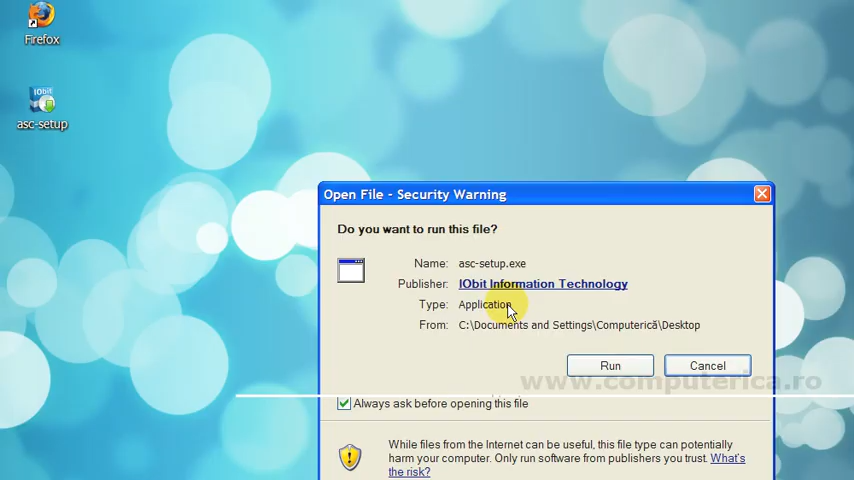 Firefox
IObit
asc-setup
Open File - Security Warning
Do you want to run this file?
Name: asc-setup.exe
Publisher: IObit Information Technology
Type: Application
From: C:\Documents and Settings\Computerică\Desktop
Run Cancel
www.computerica.ro
Always ask before opening this file
While files from the Internet can be useful, this file type can potentially
harm your computer. Only run software from publishers you trust. What's
the risk?